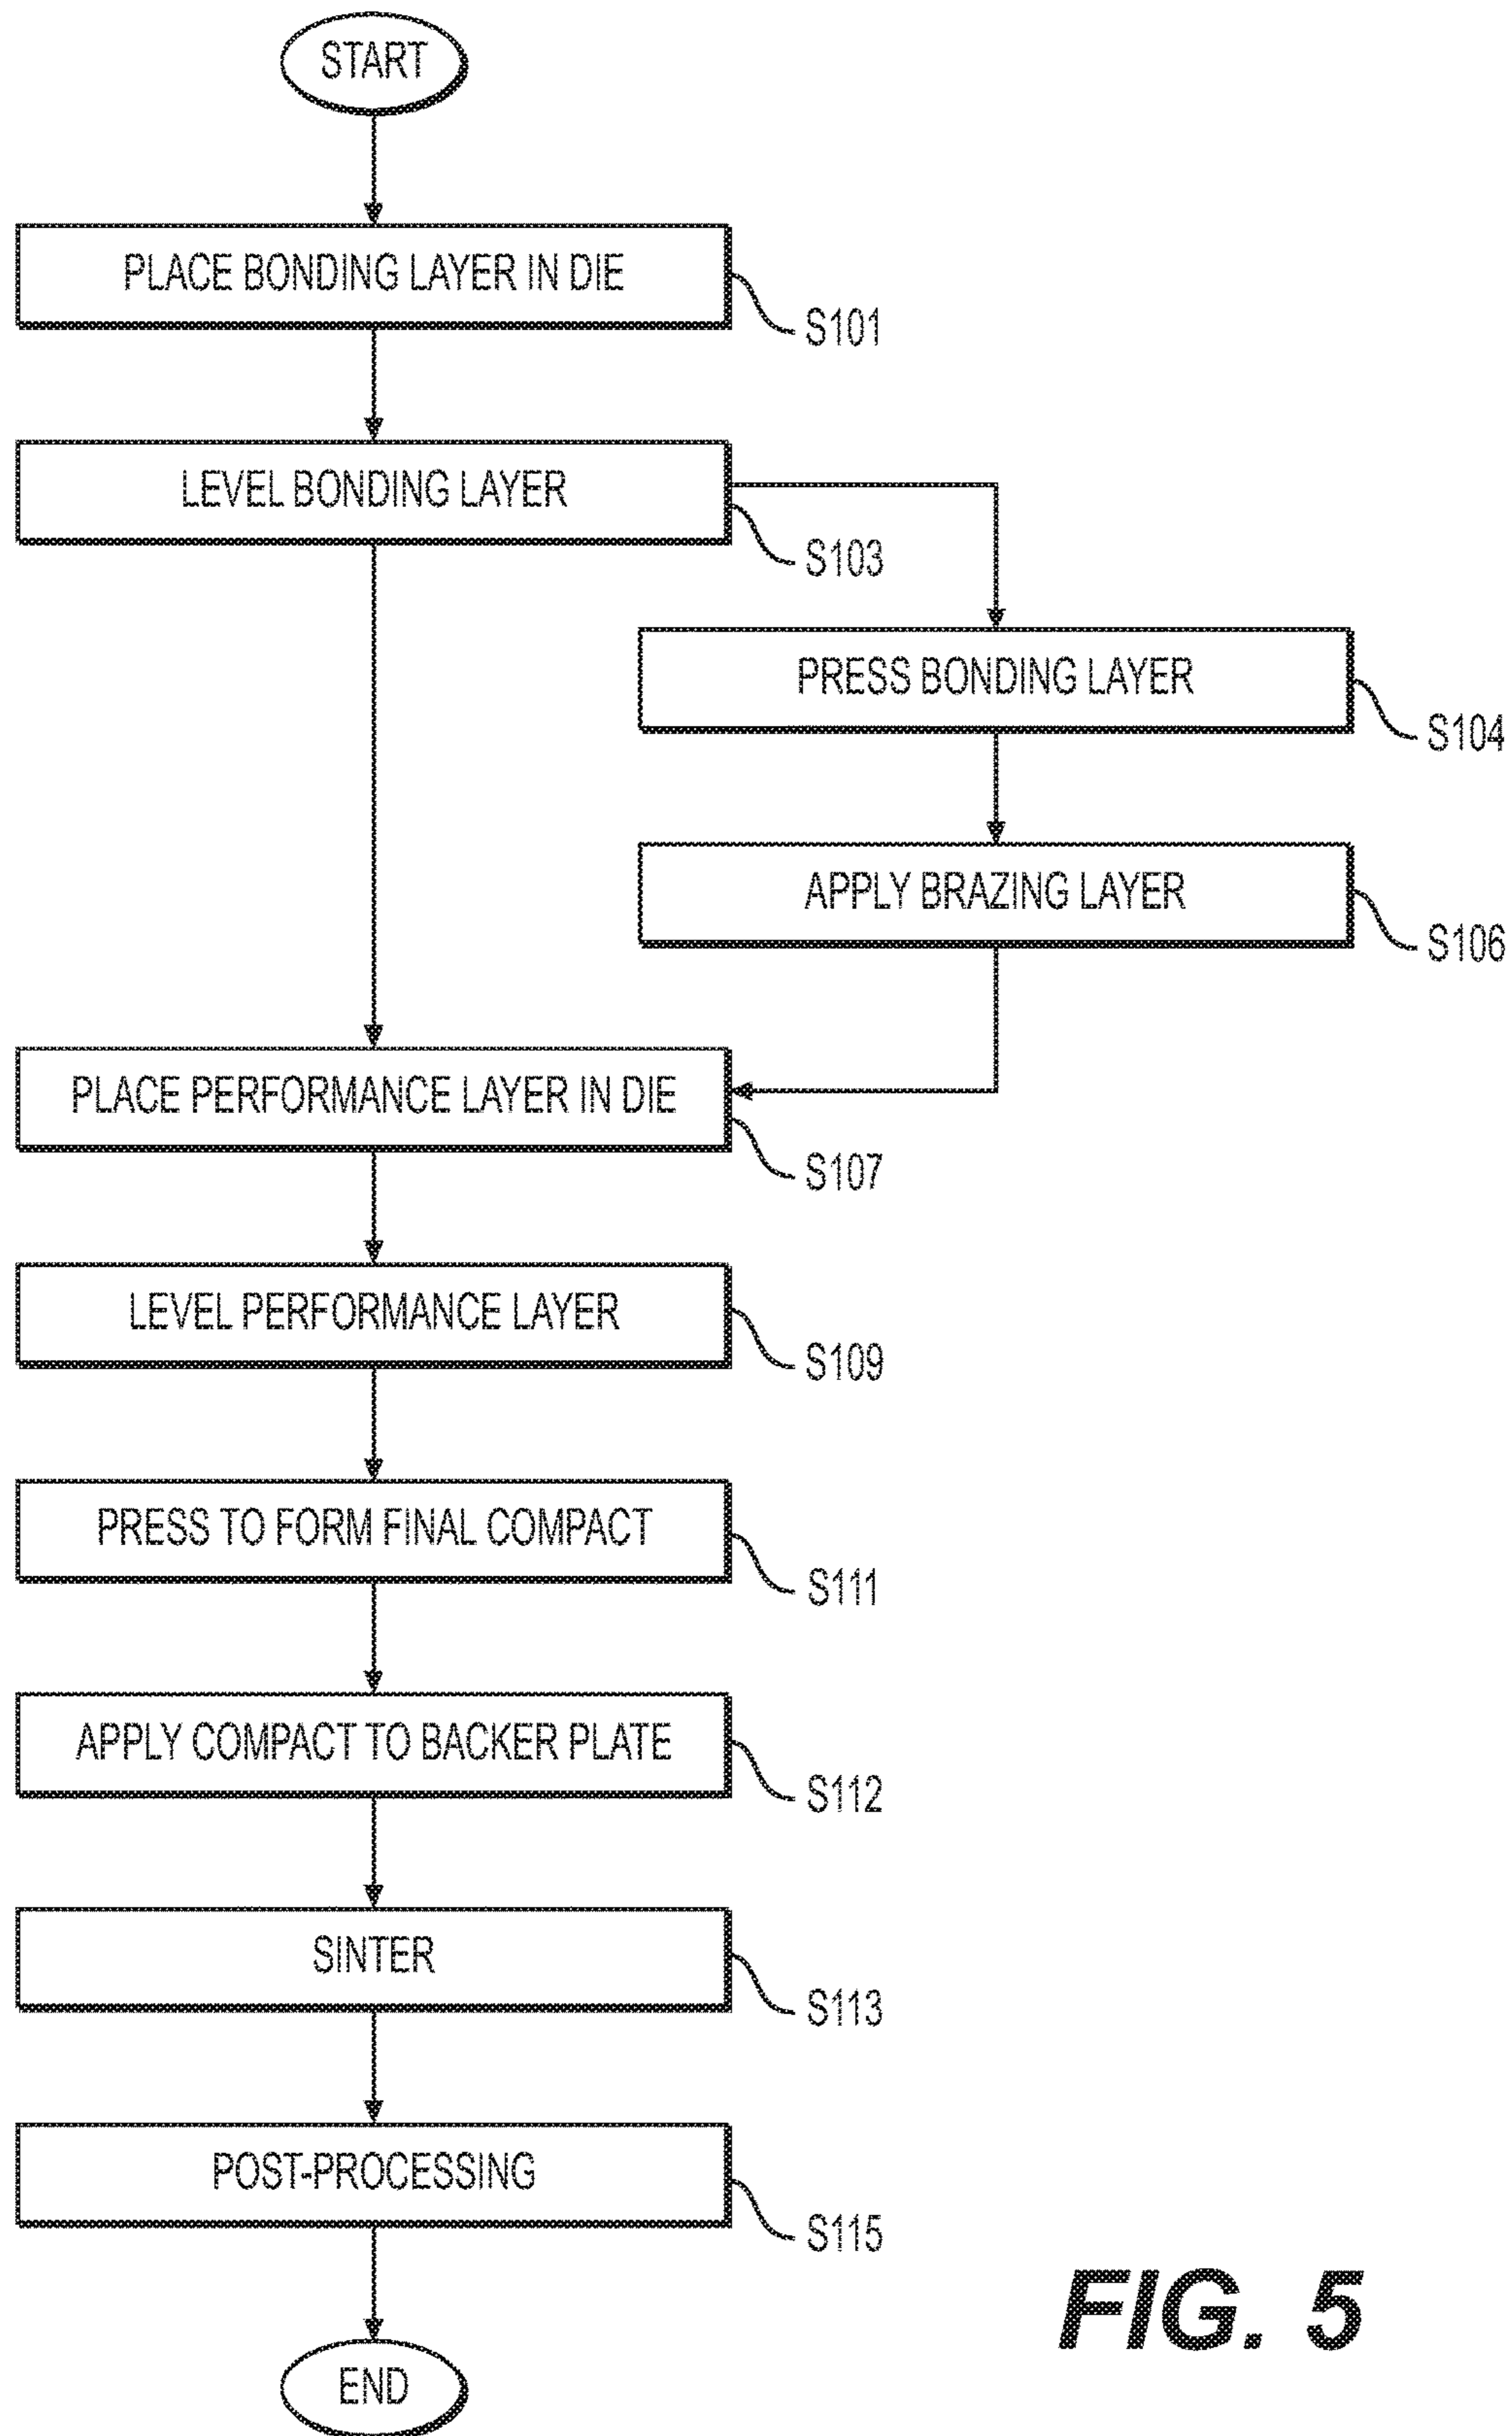 START
PLACE BONDING LAYER IN DIE
S101
LEVEL BONDING LAYER
S103
PRESS BONDING LAYER
S104
APPLY BRAZING LAYER
S106
PLACE PERFORMANCE LAYER IN DIE
S107
LEVEL PERFORMANCE LAYER
S109
PRESS TO FORM FINAL COMPACT
S111
APPLY COMPACT TO BACKER PLATE
S112
SINTER
S113
POST-PROCESSING
S115
END
FIG. 5